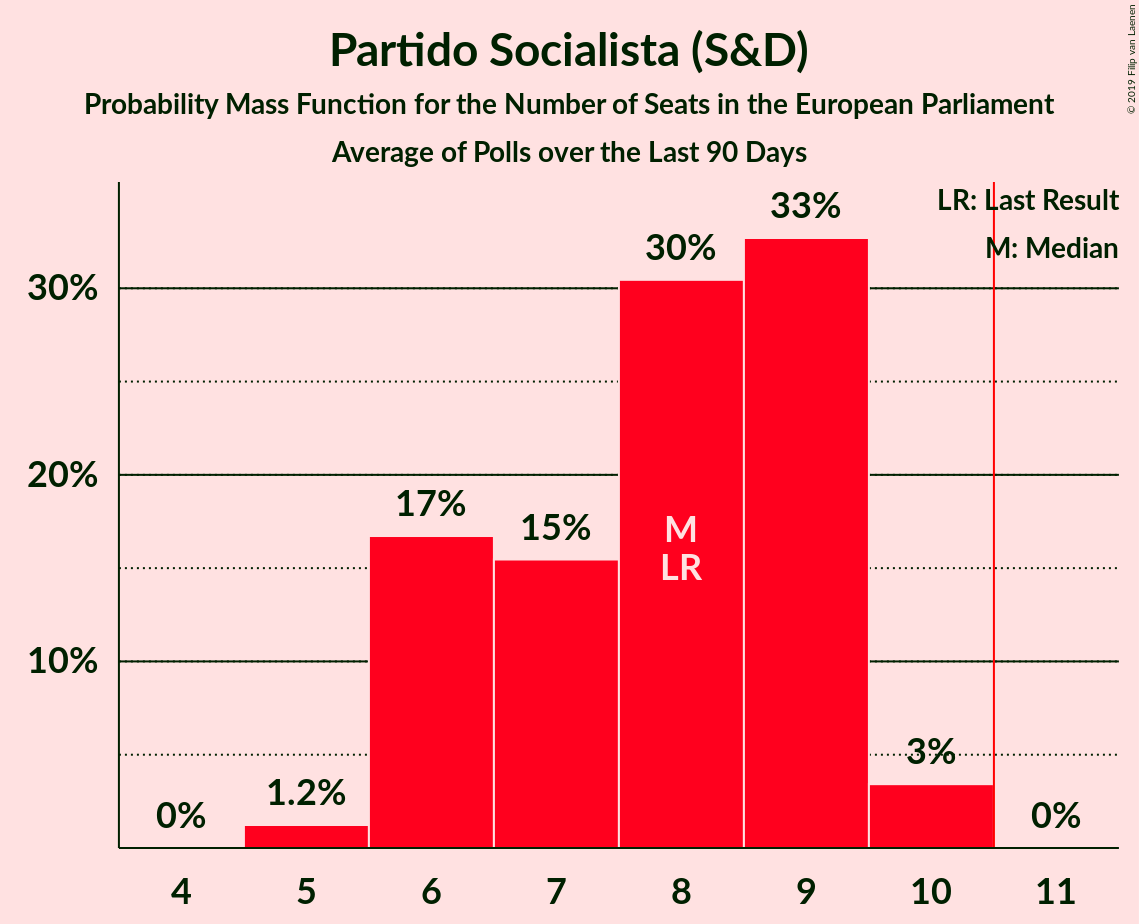 Partido Socialista (S&D)
Probability Mass Function for the Number of Seats in the European Parliament
Average of Polls over the Last 90 Days
© 2019 Filip van Laenen
LR: Last Result
M: Median
33%
30%
30%
20%
17%
15%
M
LR
10%
3%
1.2%
0%
0%
4 5 6 7 8 9 10 11